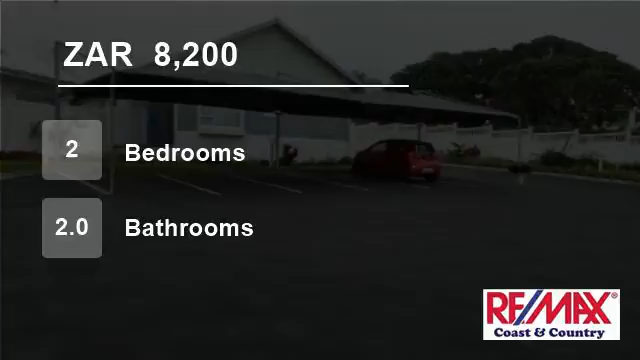 ZAR 8,200
2 Bedrooms
2.0 Bathrooms
RE/MAX®
Coast & Country